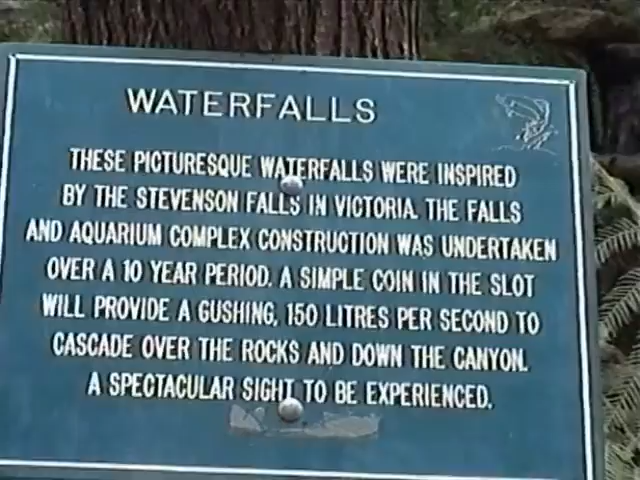 WATERFALLS
THESE PICTURESQUE WATERFALLS WERE INSPIRED
BY THE STEVENSON FALLS IN VICTORIA. THE FALLS
AND AQUARIUM COMPLEX CONSTRUCTION WAS UNDERTAKEN
OVER A 10 YEAR PERIOD. A SIMPLE COIN IN THE SLOT
WILL PROVIDE A GUSHING, 150 LITRES PER SECOND TO
CASCADE OVER THE ROCKS AND DOWN THE CANYON.
A SPECTACULAR SIGHT TO BE EXPERIENCED.